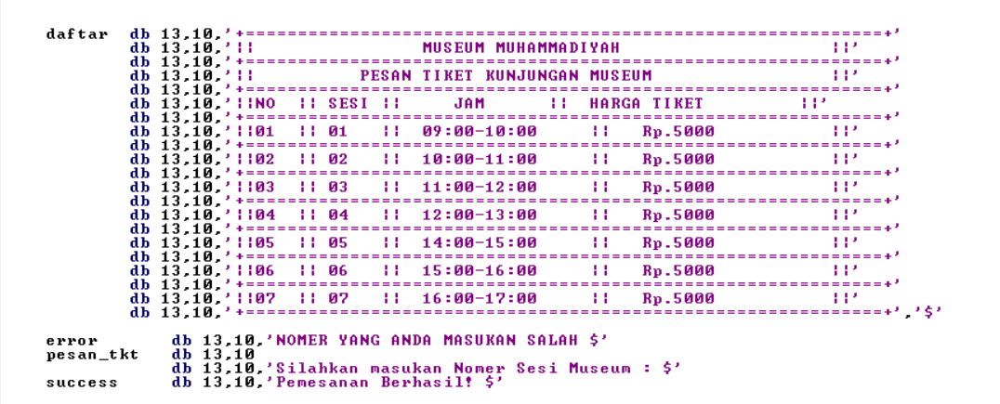 daftar  db 13,10,'+=============================================================+'
        db 13,10,'||                MUSEUM MUHAMMADIYAH                    ||'
        db 13,10,'+=============================================================+'
        db 13,10,'||          PESAN TIKET KUNJUNGAN MUSEUM                 ||'
        db 13,10,'+=============================================================+'
        db 13,10,'||NO  || SESI ||     JAM      ||  HARGA TIKET         ||'
        db 13,10,'+=============================================================+'
        db 13,10,'||01  || 01   ||  09:00-10:00     ||   Rp.5000           ||'
        db 13,10,'+=============================================================+'
        db 13,10,'||02  || 02   ||  10:00-11:00     ||   Rp.5000           ||'
        db 13,10,'+=============================================================+'
        db 13,10,'||03  || 03   ||  11:00-12:00     ||   Rp.5000           ||'
        db 13,10,'+=============================================================+'
        db 13,10,'||04  || 04   ||  12:00-13:00     ||   Rp.5000           ||'
        db 13,10,'+=============================================================+'
        db 13,10,'||05  || 05   ||  14:00-15:00     ||   Rp.5000           ||'
        db 13,10,'+=============================================================+'
        db 13,10,'||06  || 06   ||  15:00-16:00     ||   Rp.5000           ||'
        db 13,10,'+=============================================================+'
        db 13,10,'||07  || 07   ||  16:00-17:00     ||   Rp.5000           ||'
        db 13,10,'+=============================================================+','$'
error       db 13,10,'NOMER YANG ANDA MASUKAN SALAH $'
pesan_tkt   db 13,10
            db 13,10,'Silahkan masukan Nomer Sesi Museum : $'
success     db 13,10,'Pemesanan Berhasil! $'